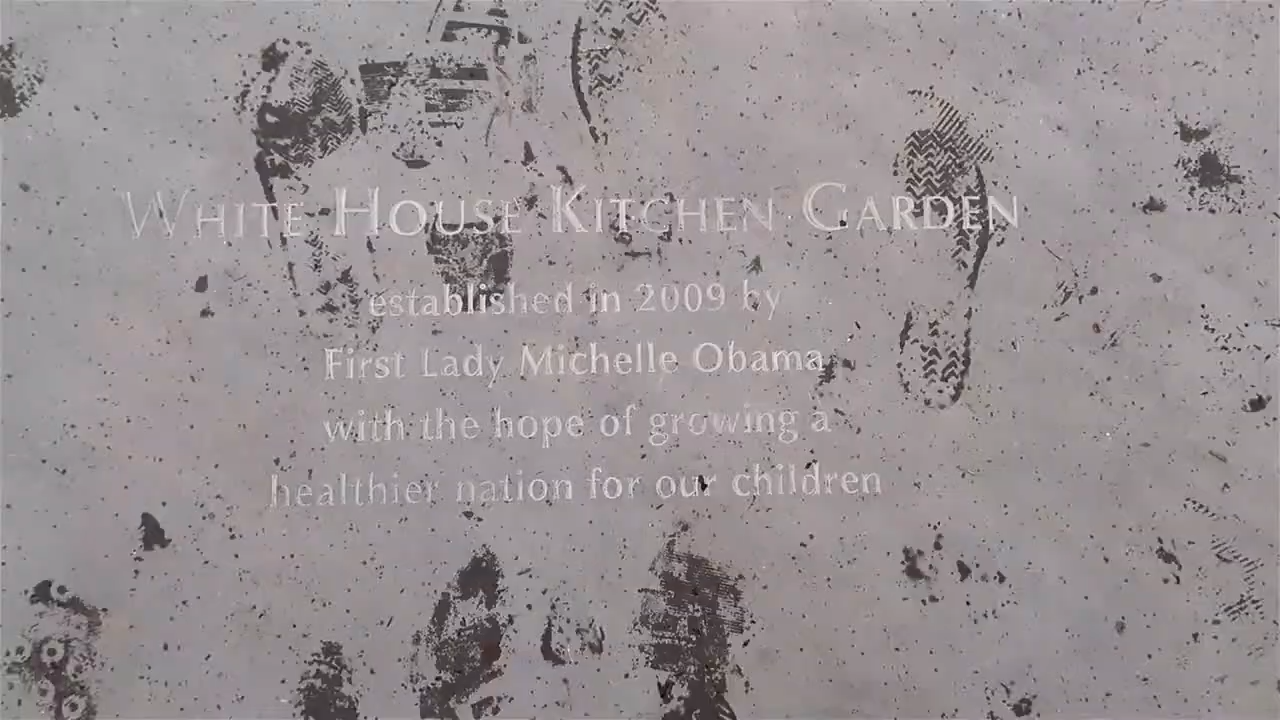 White House Kitchen Garden
established in 2009 by
First Lady Michelle Obama
with the hope of growing a
healthier nation for our children